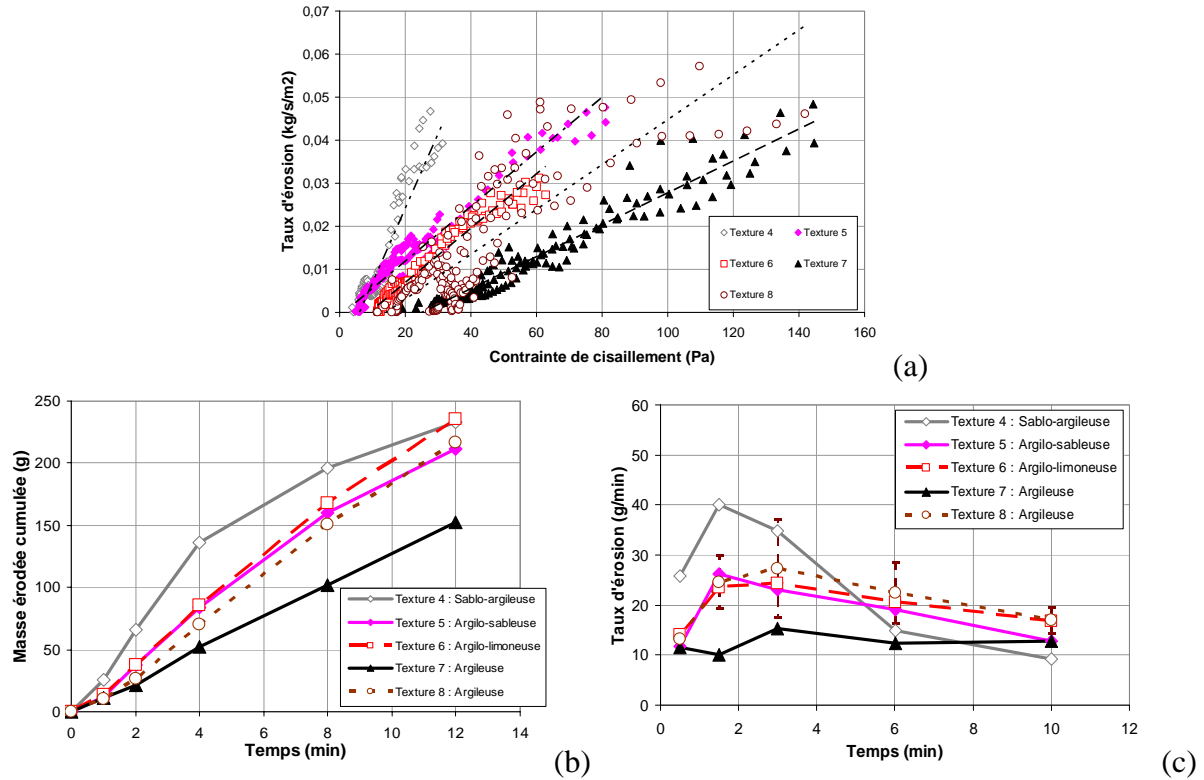 0,07
0,06
0,05
0,04
0,03
0,02
0,01
0
Taux d'érosion (kg/s/m2)
0 20 40 60 80 100 120 140 160
Contrainte de cisaillement (Pa)
Texture 4 Texture 5
Texture 6 Texture 7
Texture 8
(a)
250
200
150
100
50
0
Masse érodée cumulée (g)
0 2 4 6 8 10 12 14
Temps (min)
Texture 4 : Sablo-argileuse
Texture 5 : Argilo-sableuse
Texture 6 : Argilo-limoneuse
Texture 7 : Argileuse
Texture 8 : Argileuse
(b)
60
50
40
30
20
10
0
Taux d'érosion (g/min)
0 2 4 6 8 10 12
Temps (min)
Texture 4 : Sablo-argileuse
Texture 5 : Argilo-sableuse
Texture 6 : Argilo-limoneuse
Texture 7 : Argileuse
Texture 8 : Argileuse
(c)